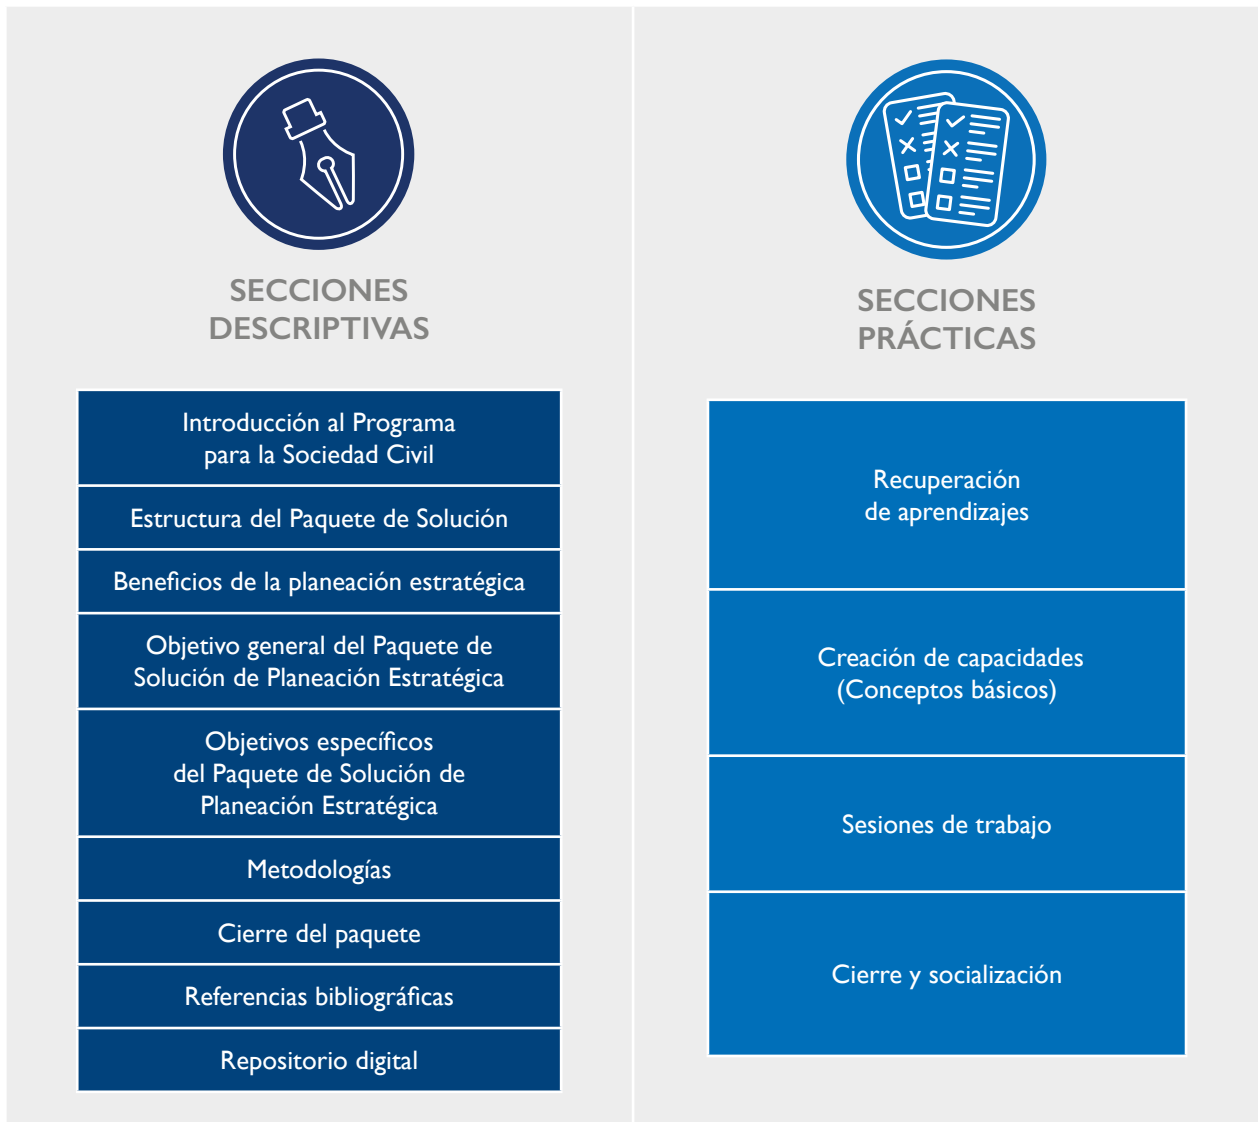 SECCIONES
DESCRIPTIVAS
Introducción al Programa
para la Sociedad Civil
Estructura del Paquete de Solución
Beneficios de la planeación estratégica
Objetivo general del Paquete de
Solución de Planeación Estratégica
Objetivos específicos
del Paquete de Solución de
Planeación Estratégica
Metodologías
Cierre del paquete
Referencias bibliográficas
Repositorio digital
SECCIONES
PRÁCTICAS
Recuperación
de aprendizajes
Creación de capacidades
(Conceptos básicos)
Sesiones de trabajo
Cierre y socialización